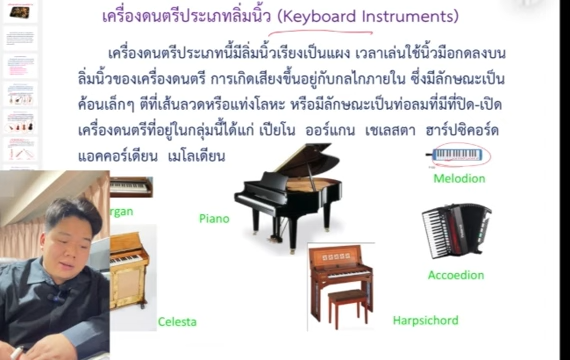 เครื่องดนตรีประเภทลิ่มนิ้ว (Keyboard Instruments)
เครื่องดนตรีประเภทนี้มีลิ่มนิ้วเรียงเป็นแผง เวลาเล่นใช้นิ้วมือกดลงบน
ลิ่มนิ้วของเครื่องดนตรี การเกิดเสียงขึ้นอยู่กับกลไกภายใน ซึ่งมีลักษณะเป็น
ค้อนเล็กๆ ตีที่เส้นลวดหรือแท่งโลหะ หรือมีลักษณะเป็นท่อลมที่มีที่ปิด-เปิด
เครื่องดนตรีที่อยู่ในกลุ่มนี้ได้แก่ เปียโน ออร์แกน เชเลสตา ฮาร์ปซิคอร์ด
แอคคอร์เดียน เมโลเดียน
Melodion
rgan
Piano
Accoedion
Celesta
Harpsichord